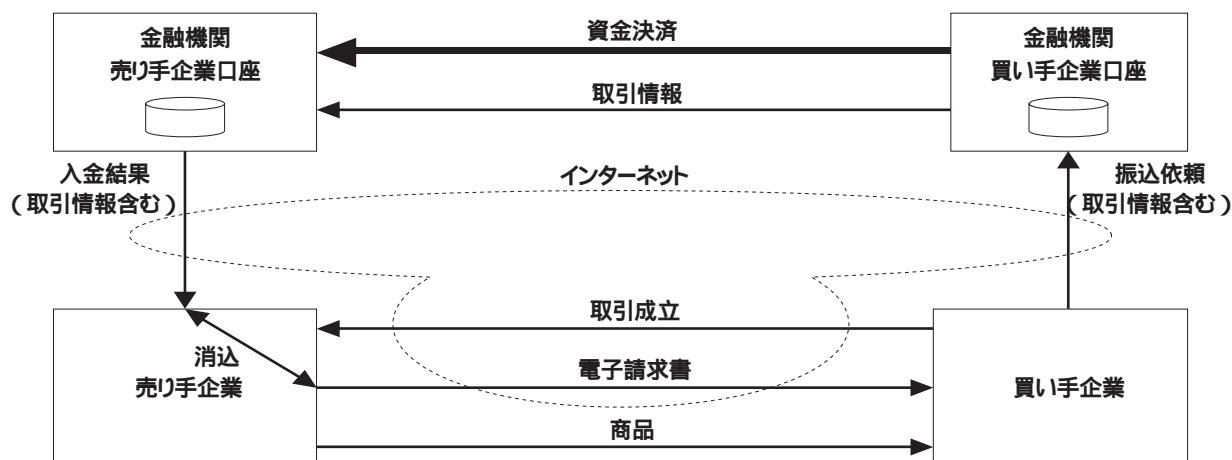 金融機関
売り手企業口座
資金決済
取引情報
金融機関
買い手企業口座
入金結果
(取引情報含む)
インターネット
振込依頼
(取引情報含む)
取引成立
消込
売り手企業
電子請求書
買い手企業
商品